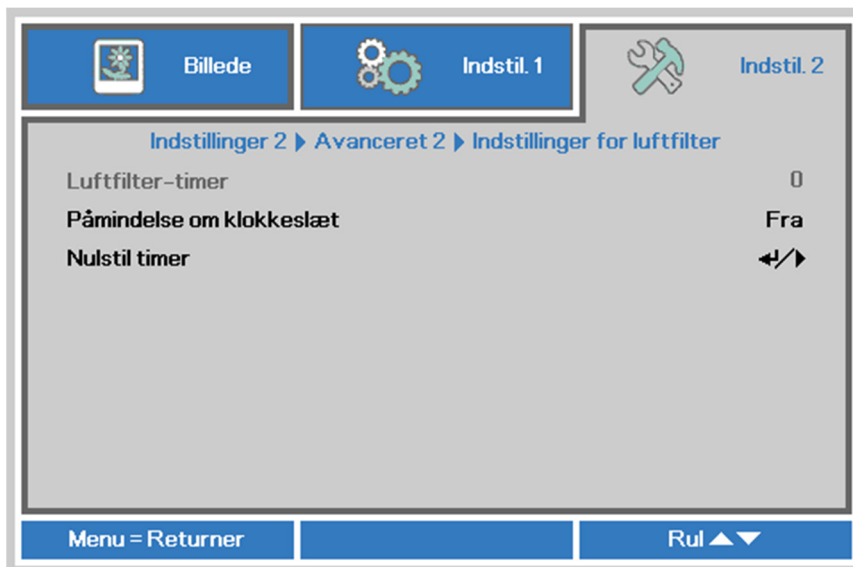 Billede
Indstil. 1
Indstil. 2
Indstillinger 2 ▶ Avanceret 2 ▶ Indstillinger for luftfilter
Luftfilter-timer 0
Påmindelse om klokkeslæt Fra
Nulstil timer ↵/▶
Menu = Returner
Rul ▲▼